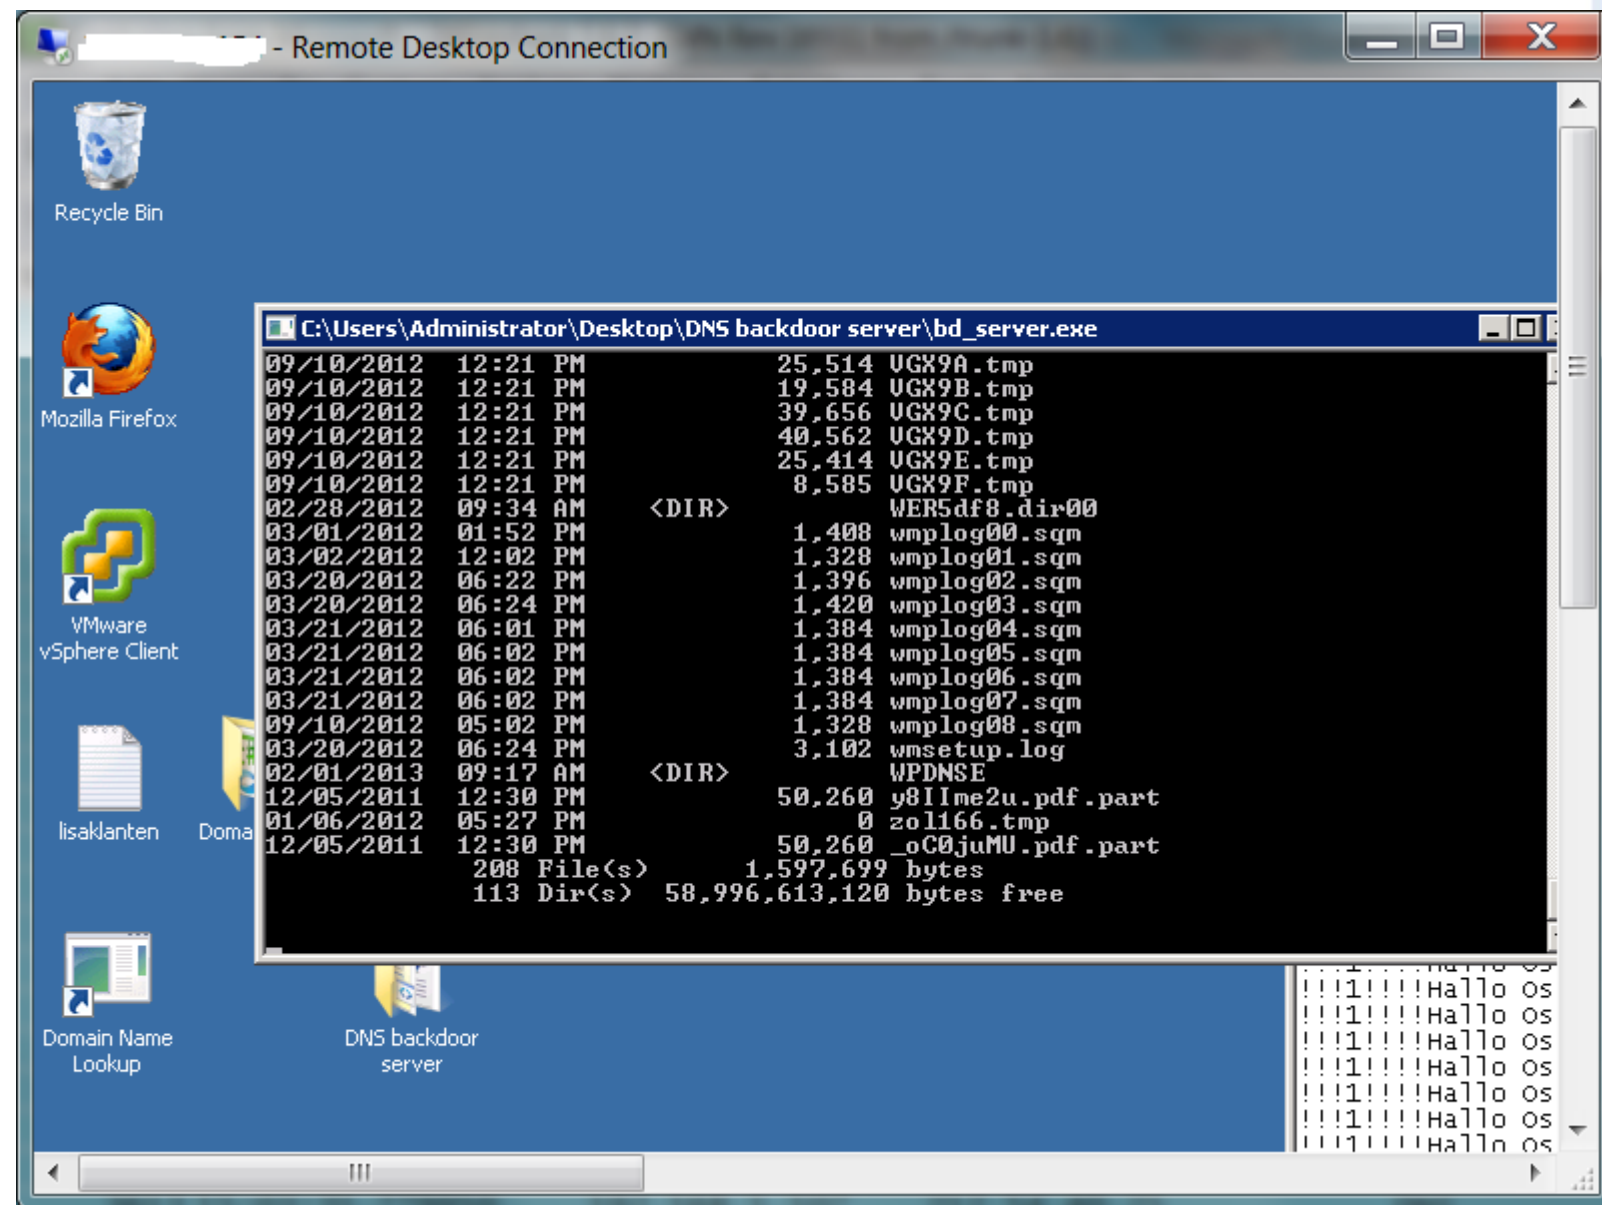 - Remote Desktop Connection
Recycle Bin
Mozilla Firefox
VMware
vSphere Client
lisaklanten
Doma
Domain Name
Lookup
DNS backdoor
server
C:\Users\Administrator\Desktop\DNS backdoor server\bd_server.exe
09/10/2012 12:21 PM 25,514 VGX9A.tmp
09/10/2012 12:21 PM 19,584 VGX9B.tmp
09/10/2012 12:21 PM 39,656 VGX9C.tmp
09/10/2012 12:21 PM 40,562 VGX9D.tmp
09/10/2012 12:21 PM 25,414 VGX9E.tmp
09/10/2012 12:21 PM 8,585 VGX9F.tmp
02/28/2012 09:34 AM <DIR> WER5df8.dir00
03/01/2012 01:52 PM 1,408 wmplog00.sqm
03/02/2012 12:02 PM 1,328 wmplog01.sqm
03/20/2012 06:22 PM 1,396 wmplog02.sqm
03/20/2012 06:24 PM 1,420 wmplog03.sqm
03/21/2012 06:01 PM 1,384 wmplog04.sqm
03/21/2012 06:02 PM 1,384 wmplog05.sqm
03/21/2012 06:02 PM 1,384 wmplog06.sqm
03/21/2012 06:02 PM 1,384 wmplog07.sqm
09/10/2012 05:02 PM 1,328 wmplog08.sqm
03/20/2012 06:24 PM 3,102 wmsetup.log
02/01/2013 09:17 AM <DIR> WPDNSE
12/05/2011 12:30 PM 50,260 y8IIme2u.pdf.part
01/06/2012 05:27 PM 0 zol166.tmp
12/05/2011 12:30 PM 50,260 _oC0juMU.pdf.part
208 File(s) 1,597,699 bytes
113 Dir(s) 58,996,613,120 bytes free
!!!1!!!!Hallo Os
!!!1!!!!Hallo Os
!!!1!!!!Hallo Os
!!!1!!!!Hallo Os
!!!1!!!!Hallo Os
!!!1!!!!Hallo Os
!!!1!!!!Hallo Os